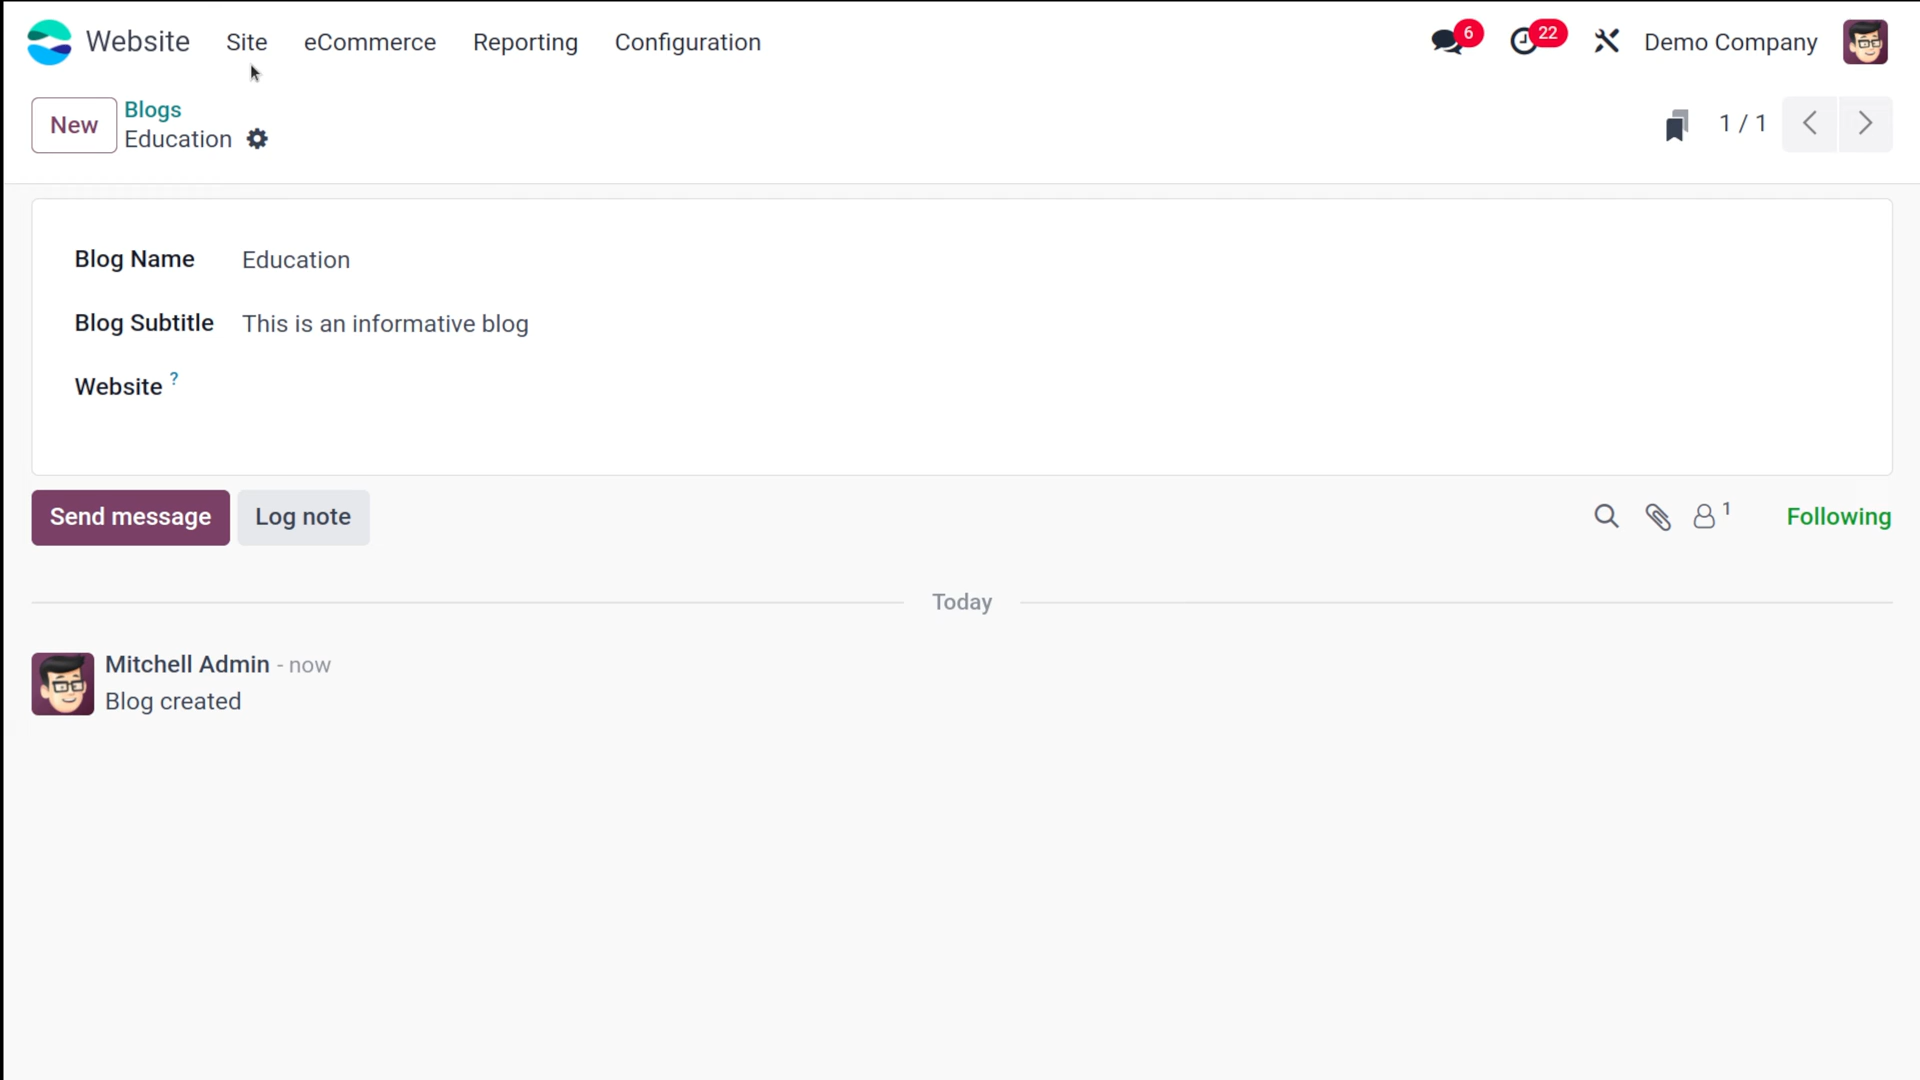 Website Site eCommerce Reporting Configuration 6 22 Demo Company
New Blogs 1 / 1
Education
Blog Name Education
Blog Subtitle This is an informative blog
Website ?
Send message Log note 1 Following
Today
Mitchell Admin - now
Blog created